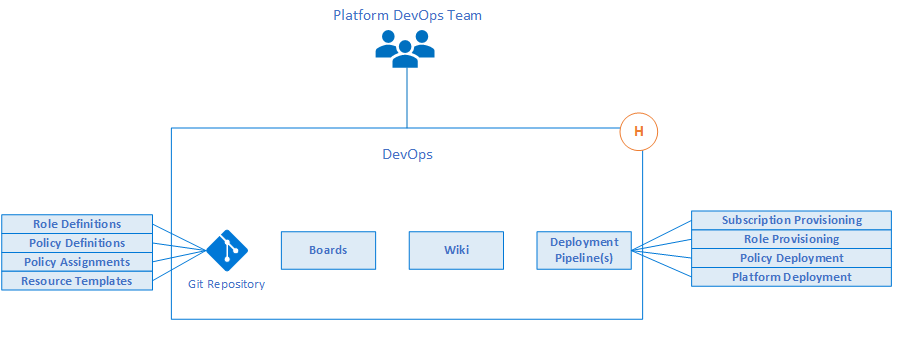 Platform DevOps Team
H
DevOps
Role Definitions
Policy Definitions
Policy Assignments
Resource Templates
Git Repository
Boards
Wiki
Deployment
Pipeline(s)
Subscription Provisioning
Role Provisioning
Policy Deployment
Platform Deployment